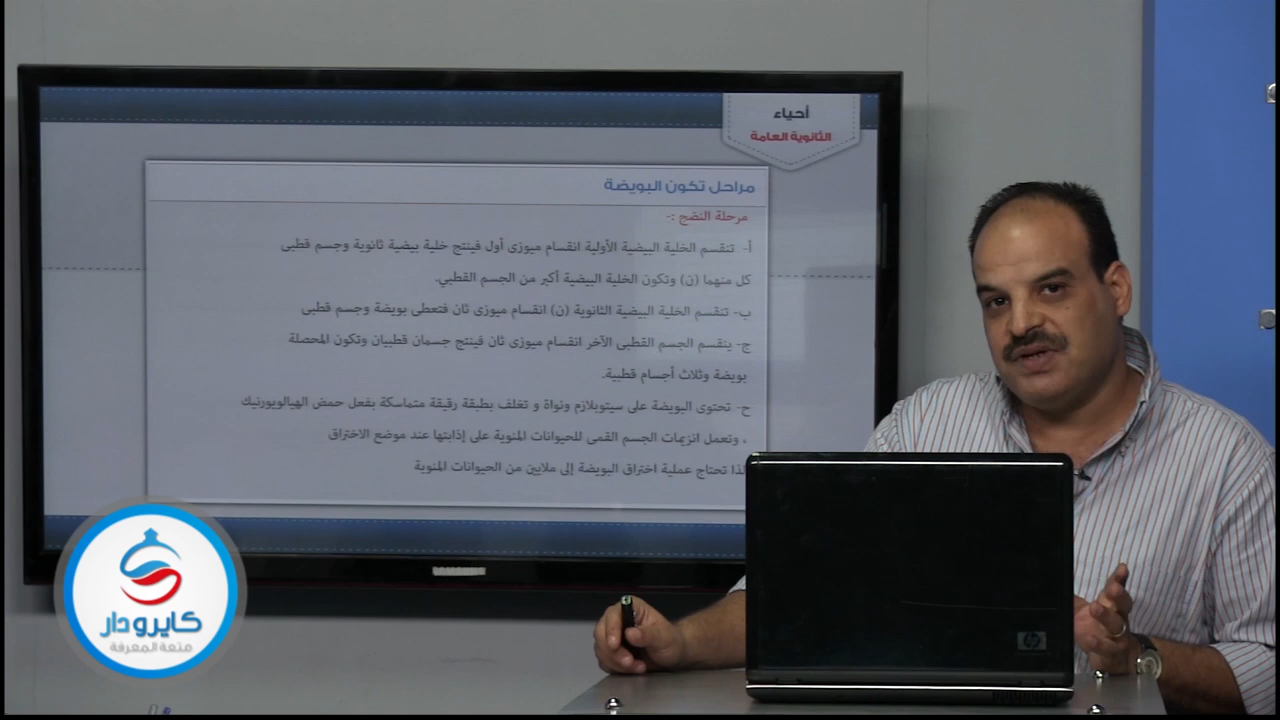 أحياء
الثانوية العامة
مراحل تكون البويضة
مرحلة النضج :-
أ- تنقسم الخلية البيضية الأولية انقسام ميوزى أول فينتج خلية بيضية ثانوية وجسم قطبى
كل منهما (ن) وتكون الخلية البيضية أكبر من الجسم القطبي.
ب- تنقسم الخلية البيضية الثانوية (ن) انقسام ميوزى ثان فتعطى بويضة وجسم قطبى
ج- ينقسم الجسم القطبى الآخر انقسام ميوزى ثان فينتج جسمان قطبيان وتكون المحصلة
بويضة وثلاث أجسام قطبية.
ح- تحتوى البويضة على سيتوبلازم ونواة و تغلف بطبقة رقيقة متماسكة بفعل حمض الهيالويورنيك
، وتعمل انزيمات الجسم القمى للحيوانات المنوية على إذابتها عند موضع الاختراق
لذا تحتاج عملية اختراق البويضة إلى ملايين من الحيوانات المنوية
SAMSUNG
hp
كايرودار
متعة المعرفة